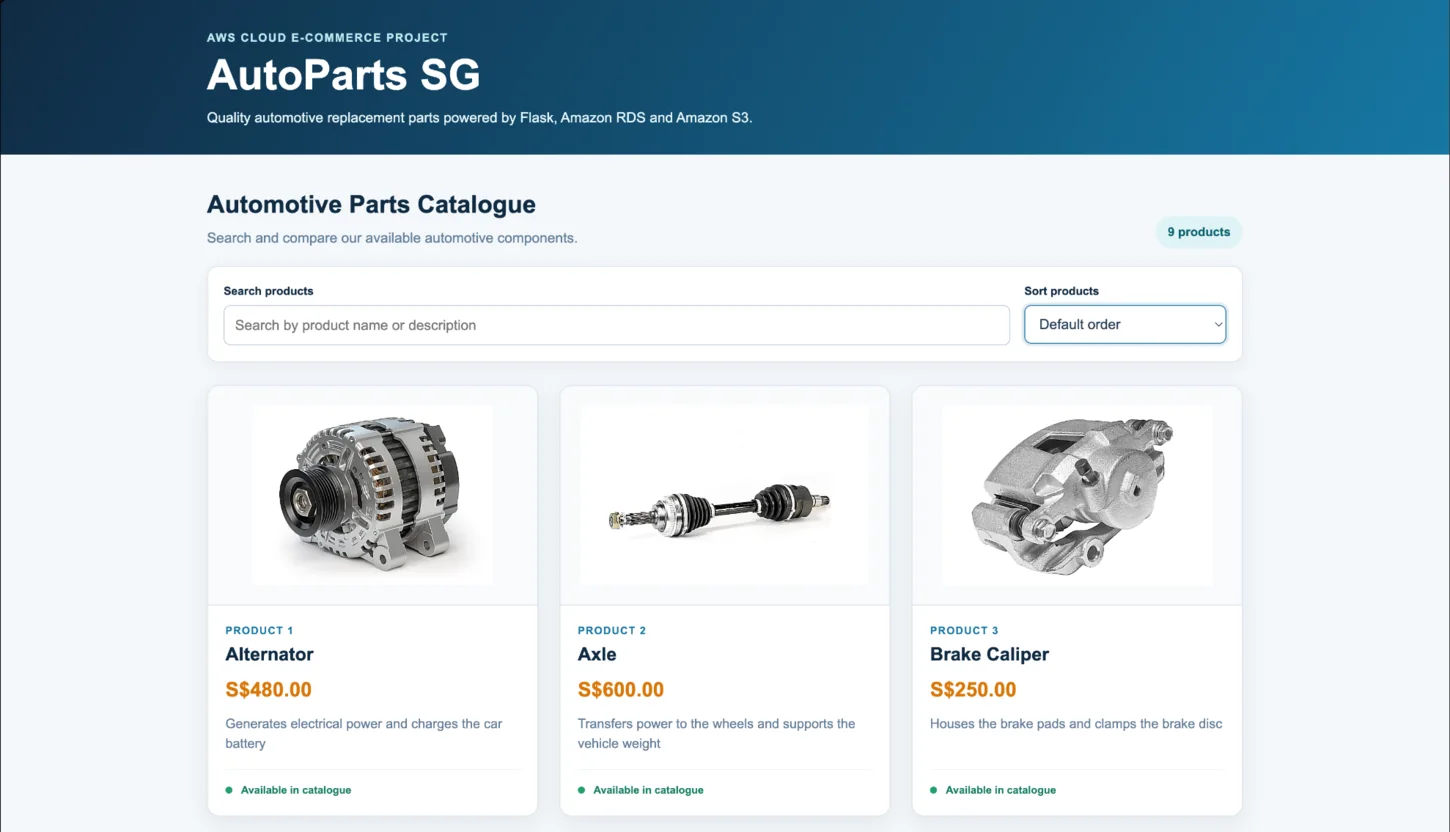 AWS CLOUD E-COMMERCE PROJECT
AutoParts SG
Quality automotive replacement parts powered by Flask, Amazon RDS and Amazon S3.
Automotive Parts Catalogue
Search and compare our available automotive components.
9 products
Search products
Sort products
Search by product name or description
Default order
PRODUCT 1
Alternator
S$480.00
Generates electrical power and charges the car
battery
Available in catalogue
PRODUCT 2
Axle
S$600.00
Transfers power to the wheels and supports the
vehicle weight
Available in catalogue
PRODUCT 3
Brake Caliper
S$250.00
Houses the brake pads and clamps the brake disc
Available in catalogue